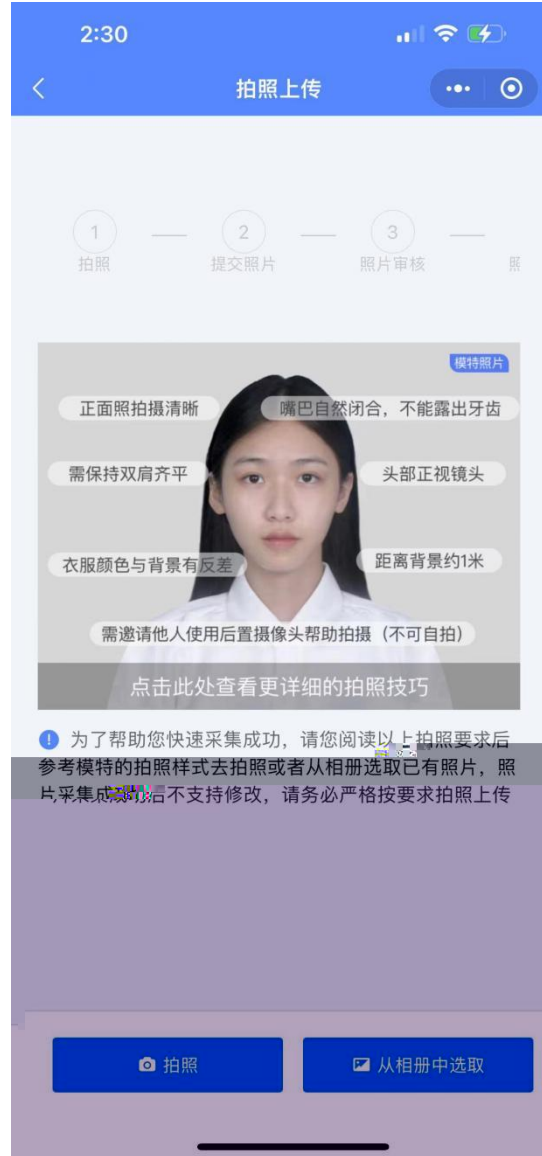 2:30
拍照上传
1
2
3
拍照
提交照片
照片审核
模特照片
正面照拍摄清晰
嘴巴自然闭合，不能露出牙齿
需保持双肩齐平
头部正视镜头
衣服颜色与背景有反差
距离背景约1米
需邀请他人使用后置摄像头帮助拍摄（不可自拍）
点击此处查看更详细的拍照技巧
为了帮助您快速采集成功，请您阅读以上拍照要求后
参考模特的拍照样式去拍照或者从相册选取已有照片，照
片采集成后不支持修改，请务必严格按要求拍照上传
拍照
从相册中选取